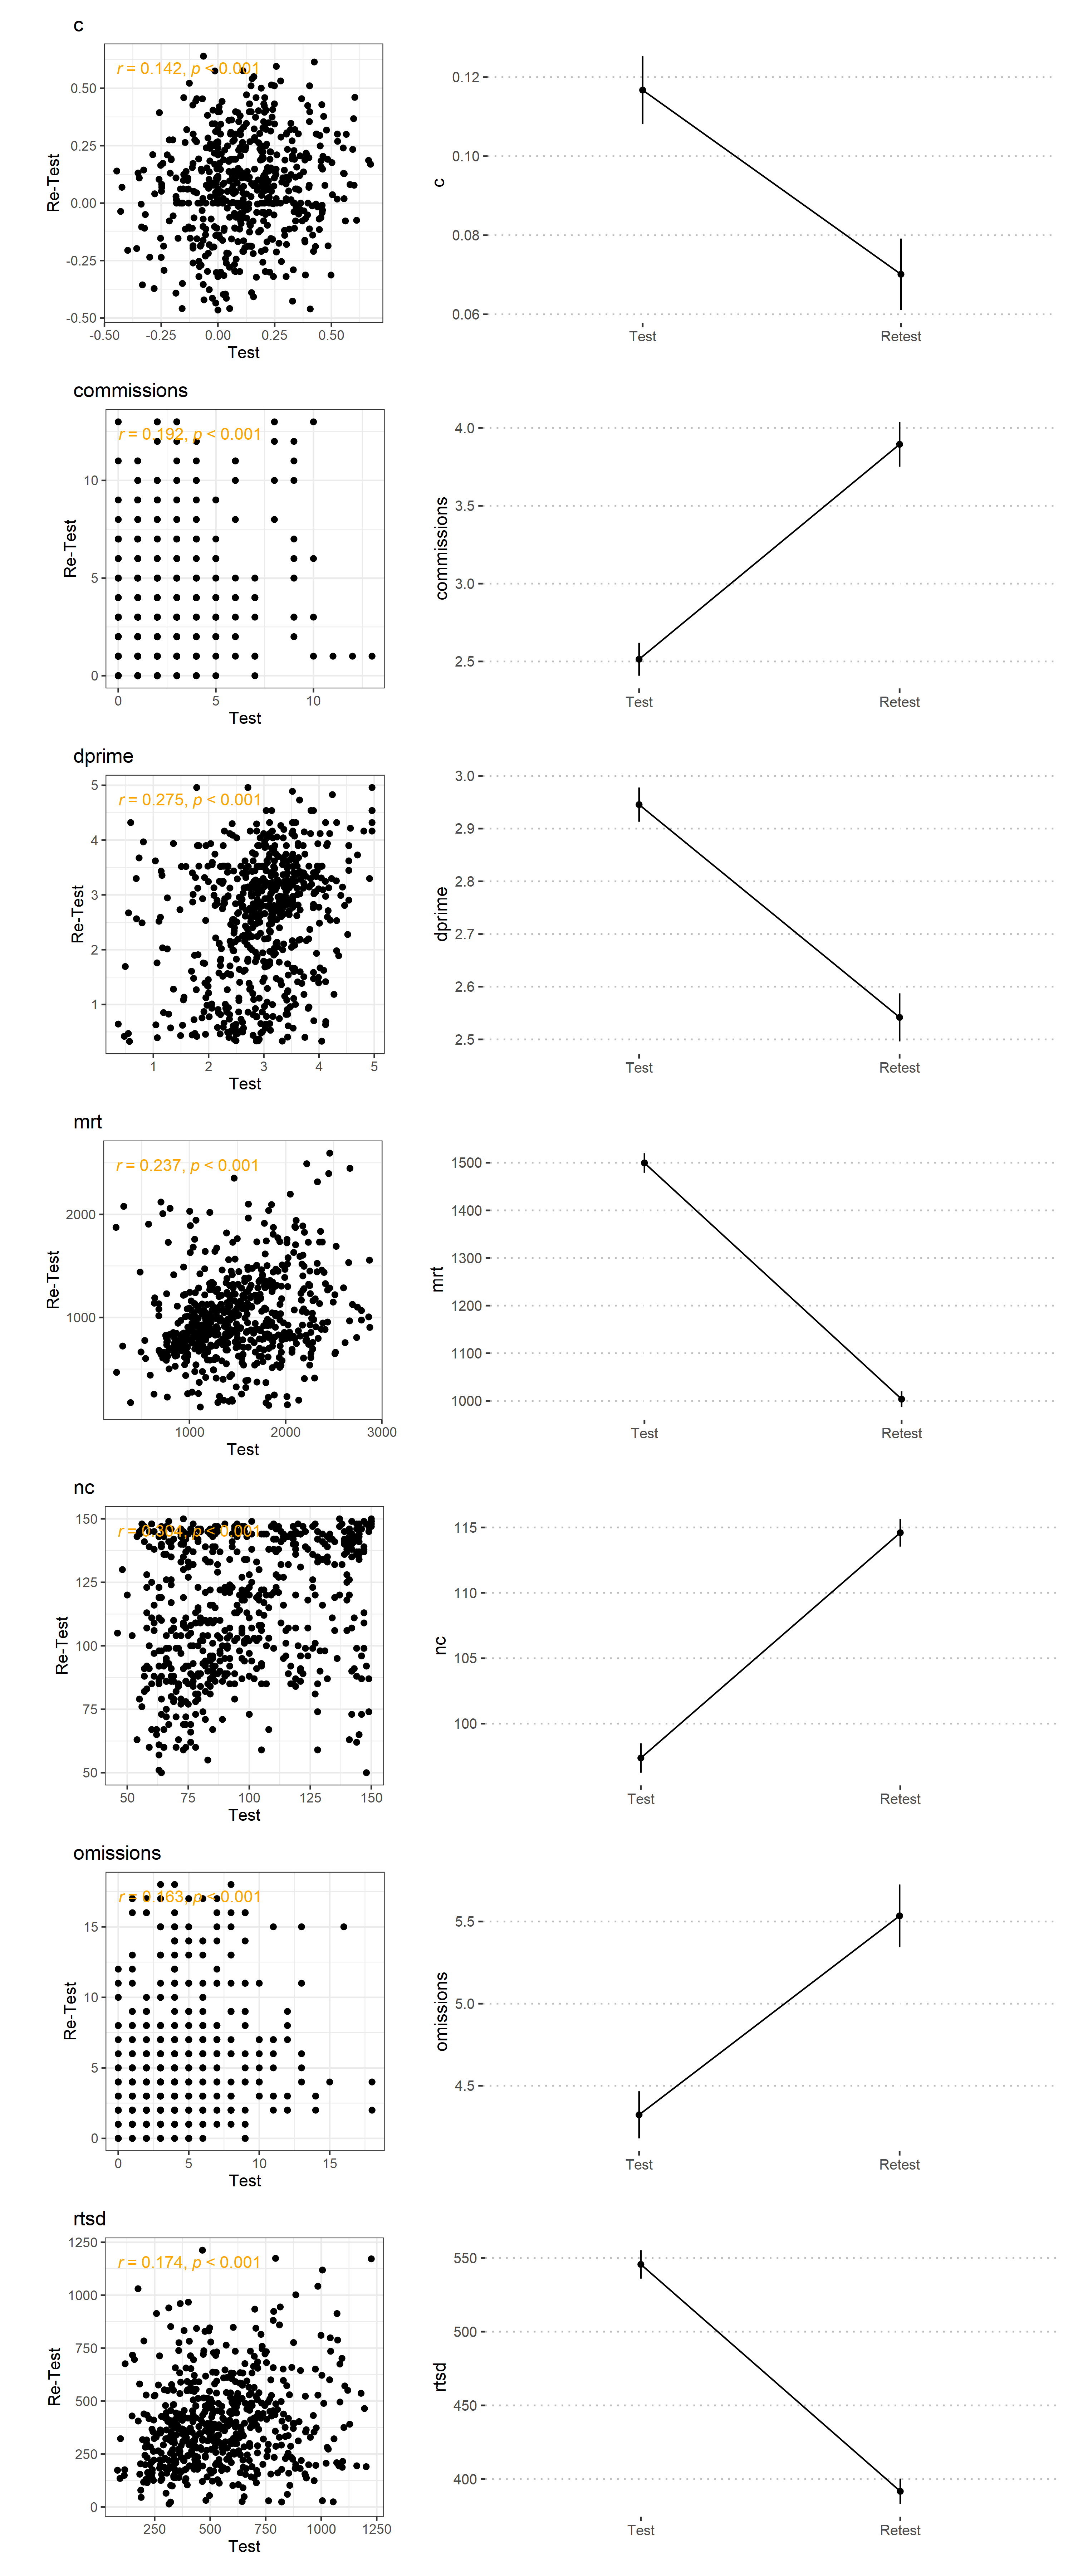 c
r = 0.142, p < 0.001
0.50
0.25
0.00
-0.25
-0.50
Re-Test
-0.50 -0.25 0.00 0.25 0.50
Test
0.12
0.10
0.08
0.06
c
Test Retest
commissions
r = 0.192, p < 0.001
10
5
0
Re-Test
0 5 10
Test
4.0
3.5
3.0
2.5
commissions
Test Retest
dprime
r = 0.275, p < 0.001
5
4
3
2
1
Re-Test
1 2 3 4 5
Test
3.0
2.9
2.8
2.7
2.6
2.5
dprime
Test Retest
mrt
r = 0.237, p < 0.001
2000
1000
Re-Test
1000 2000 3000
Test
1500
1400
1300
1200
1100
1000
mrt
Test Retest
nc
r = 0.304, p < 0.001
150
125
100
75
50
Re-Test
50 75 100 125 150
Test
115
110
105
100
nc
Test Retest
omissions
r = 0.163, p < 0.001
15
10
5
0
Re-Test
0 5 10 15
Test
5.5
5.0
4.5
omissions
Test Retest
rtsd
r = 0.174, p < 0.001
1250
1000
750
500
250
0
Re-Test
250 500 750 1000 1250
Test
550
500
450
400
rtsd
Test Retest